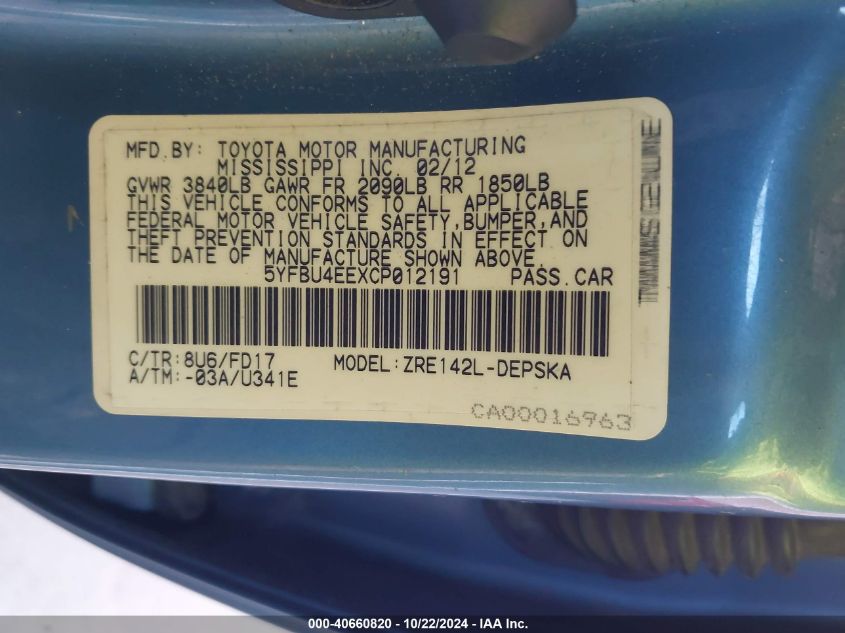 MFD.BY: TOYOTA MOTOR MANUFACTURING
MISSISSIPPI INC. 02/12
GVWR 3840LB GAWR FR 2090LB RR 1850LB
THIS VEHICLE CONFORMS TO ALL APPLICABLE
FEDERAL MOTOR VEHICLE SAFETY,BUMPER,AND
THEFT PREVENTION STANDARDS IN EFFECT ON
THE DATE OF MANUFACTURE SHOWN ABOVE.
5YFBU4EEXCP012191 PASS.CAR
C/TR:8U6/FD17 MODEL:ZRE142L-DEPSKA
A/TM:-03A/U341E
CA00016963
GENUINE
000-40660820 - 10/22/2024 - IAA Inc.